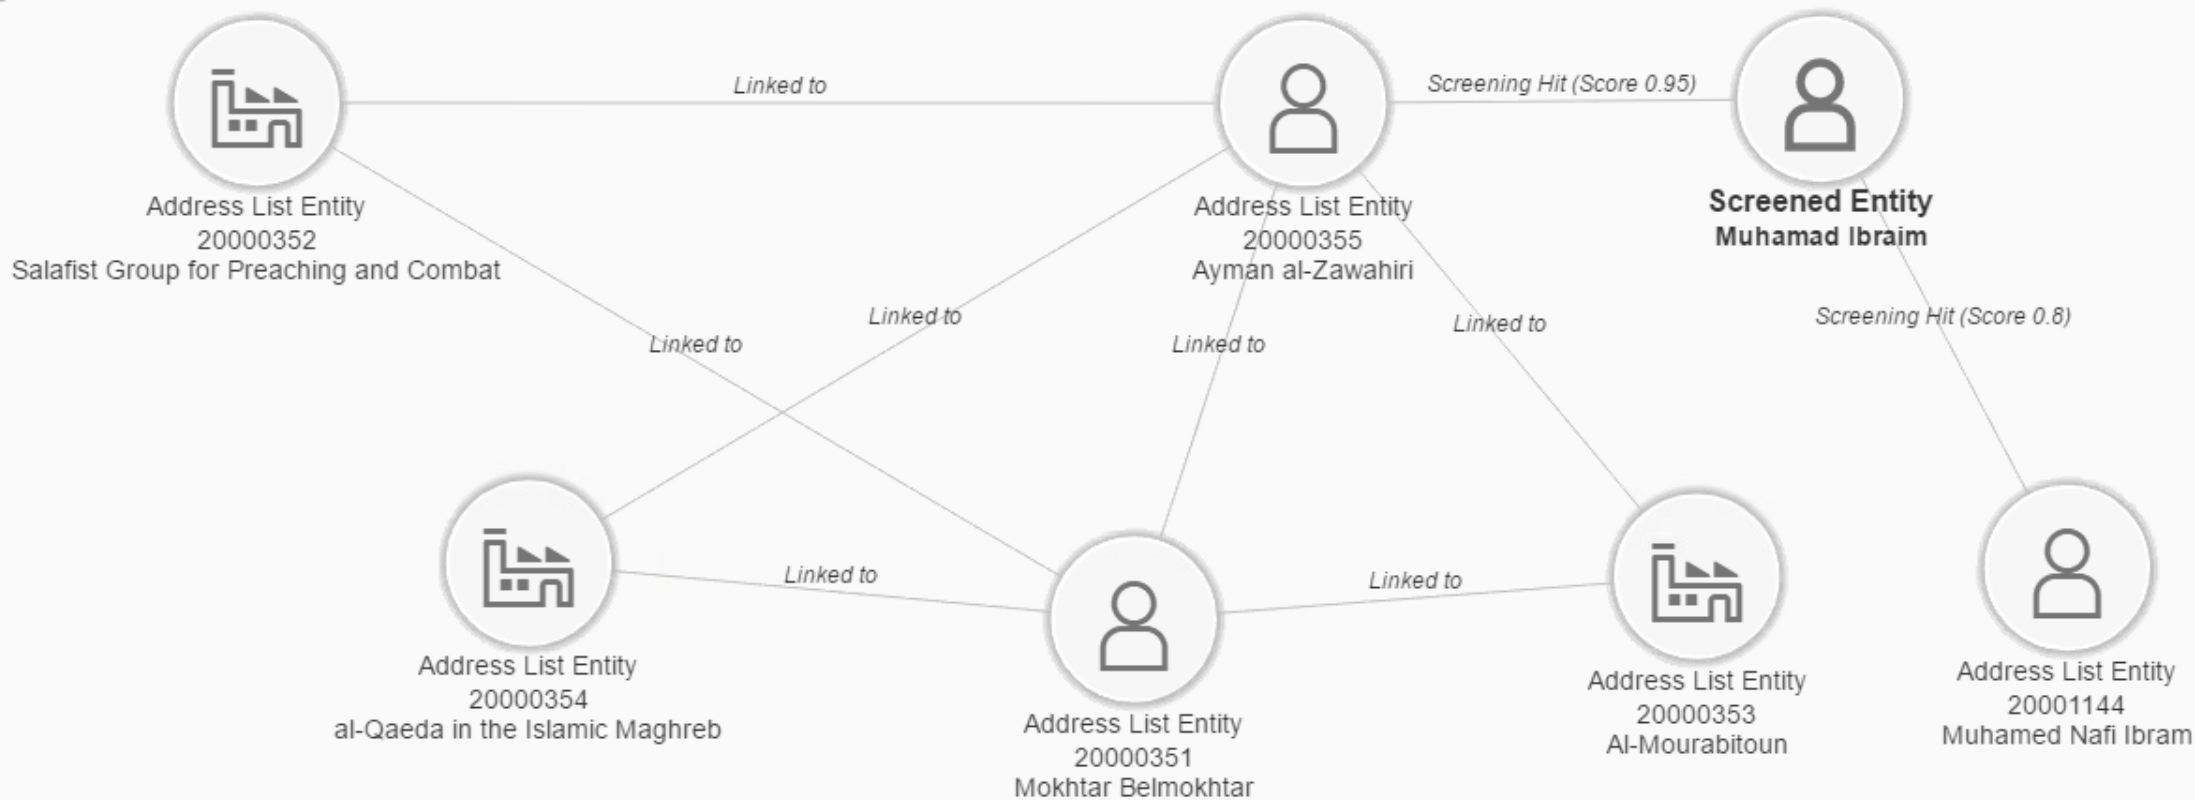 Linked to
Screening Hit (Score 0.95)
Address List Entity
20000352
Salafist Group for Preaching and Combat
Address List Entity
20000355
Ayman al-Zawahiri
Screened Entity
Muhamad Ibraim
Linked to
Linked to
Linked to
Linked to
Screening Hit (Score 0.8)
Linked to
Linked to
Address List Entity
20000354
al-Qaeda in the Islamic Maghreb
Address List Entity
20000351
Mokhtar Belmokhtar
Address List Entity
20000353
Al-Mourabitoun
Address List Entity
20001144
Muhamed Nafi Ibram